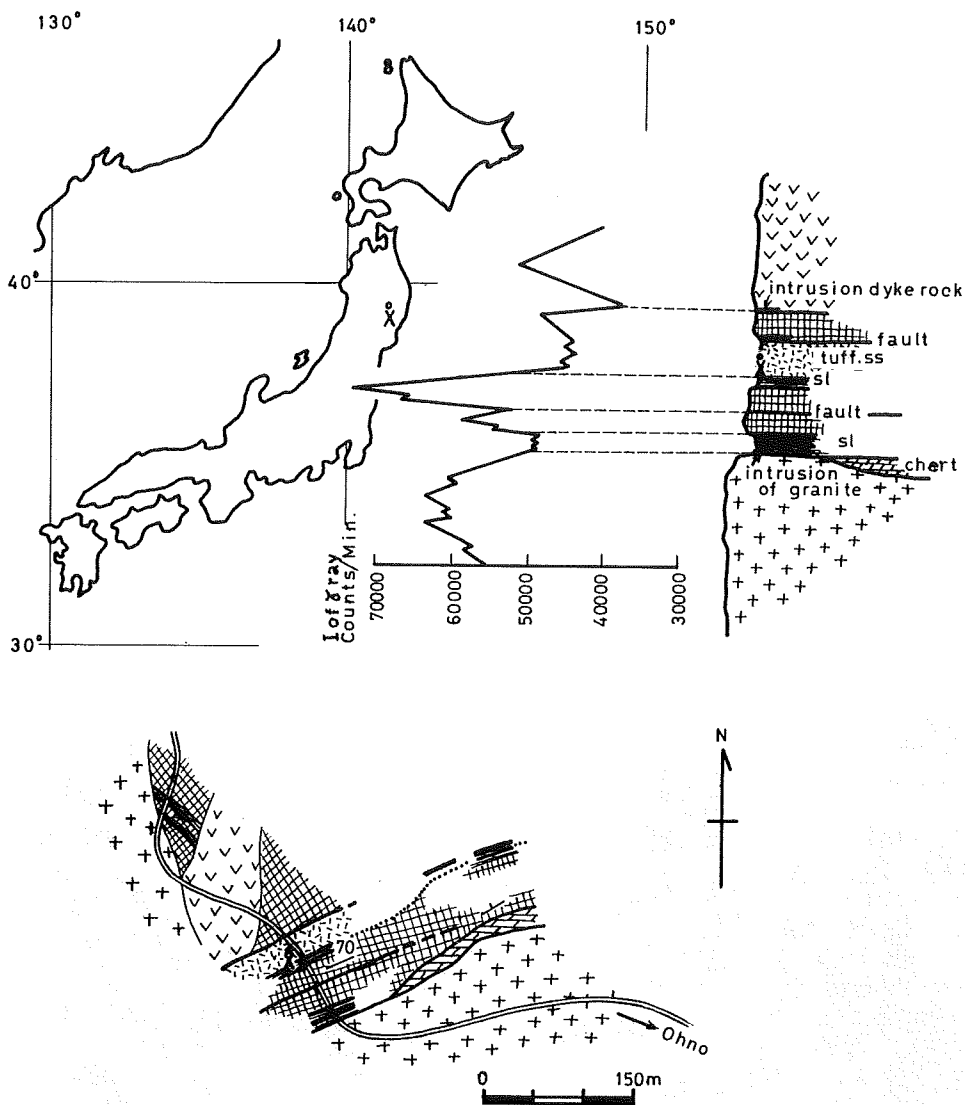 130°
140°
150°
40°
30°
X
intrusion dyke rock
fault
tuff.ss
sl
fault
sl
chert
intrusion
of granite
I of γ ray
Counts/Min.
70000
60000
50000
40000
30000
N
70
Ohno
0
150m